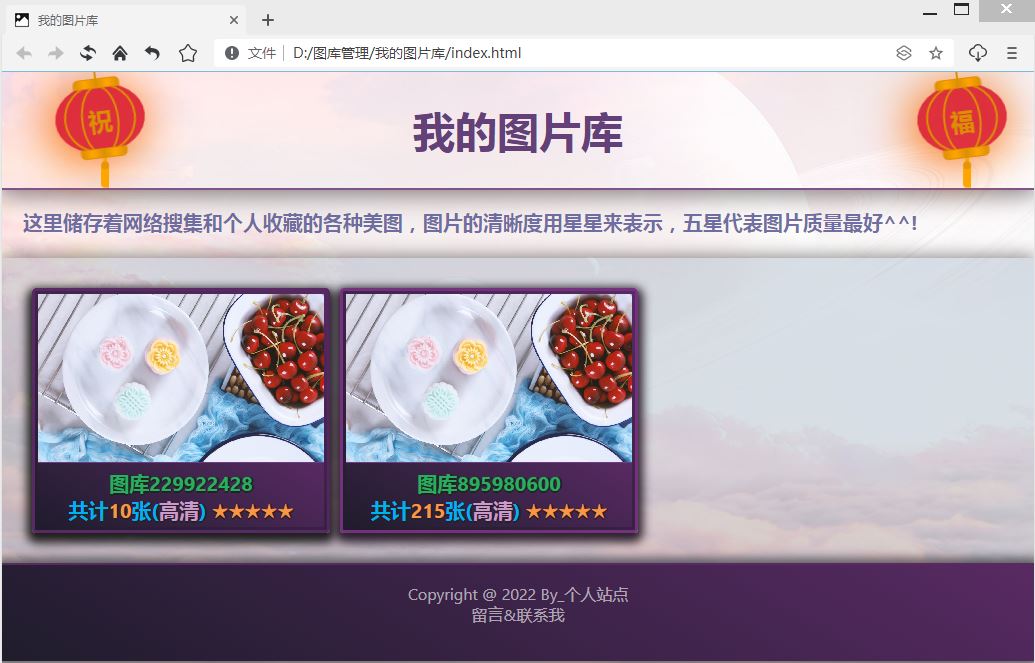 我的图片库
文件 D:/图库管理/我的图片库/index.html
祝
我的图片库
福
这里储存着网络搜集和个人收藏的各种美图，图片的清晰度用星星来表示，五星代表图片质量最好^^!
图库229922428
共计10张(高清) ★★★★★
图库895980600
共计215张(高清) ★★★★★
Copyright @ 2022 By_个人站点
留言&联系我